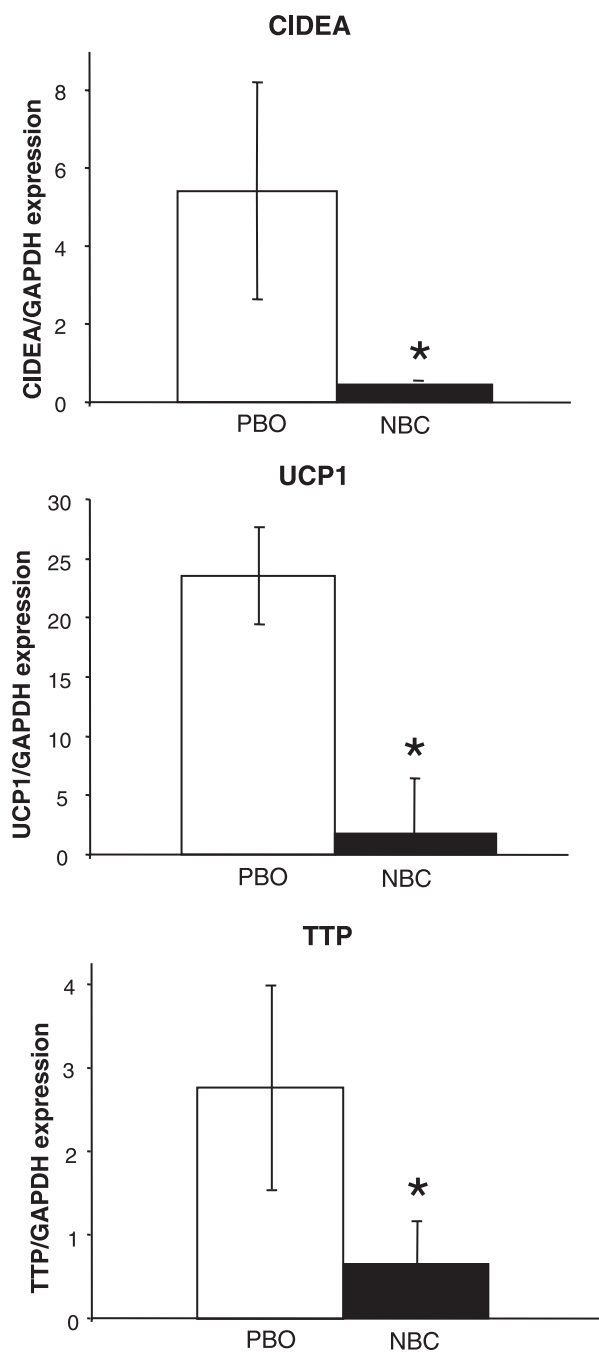 CIDEA
CIDEA/GAPDH expression
8
6
4
2
0
*
PBO NBC
UCP1
UCP1/GAPDH expression
30
25
20
15
10
5
0
*
PBO NBC
TTP
TTP/GAPDH expression
4
3
2
1
0
*
PBO NBC